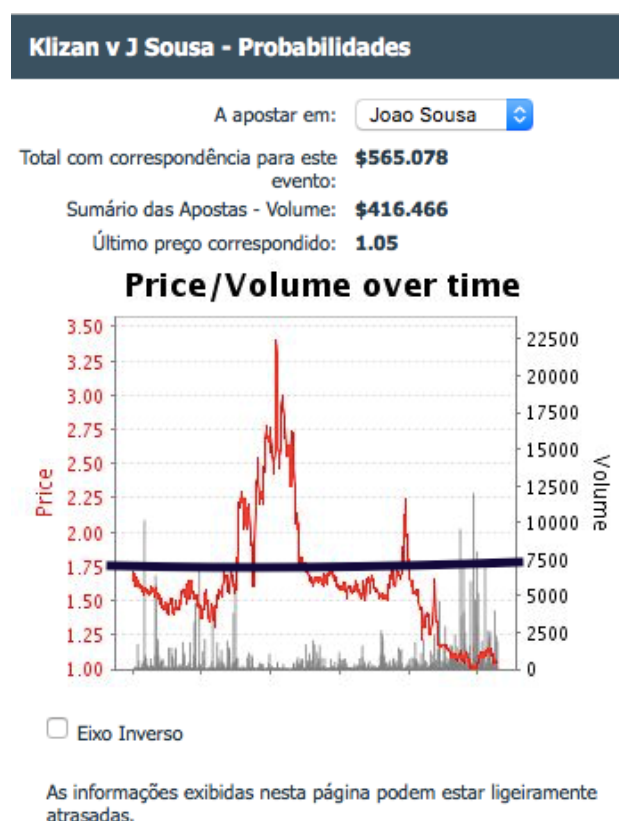 Klizan v J Sousa - Probabilidades
A apostar em: Joao Sousa
Total com correspondência para este $565.078
evento:
Sumário das Apostas - Volume: $416.466
Último preço correspondido: 1.05
Price/Volume over time
3.50
3.25
3.00
2.75
2.50
2.25
2.00
1.75
1.50
1.25
1.00
Price
22500
20000
17500
15000
12500
10000
7500
5000
2500
0
Volume
Eixo Inverso
As informações exibidas nesta página podem estar ligeiramente
atrasadas.